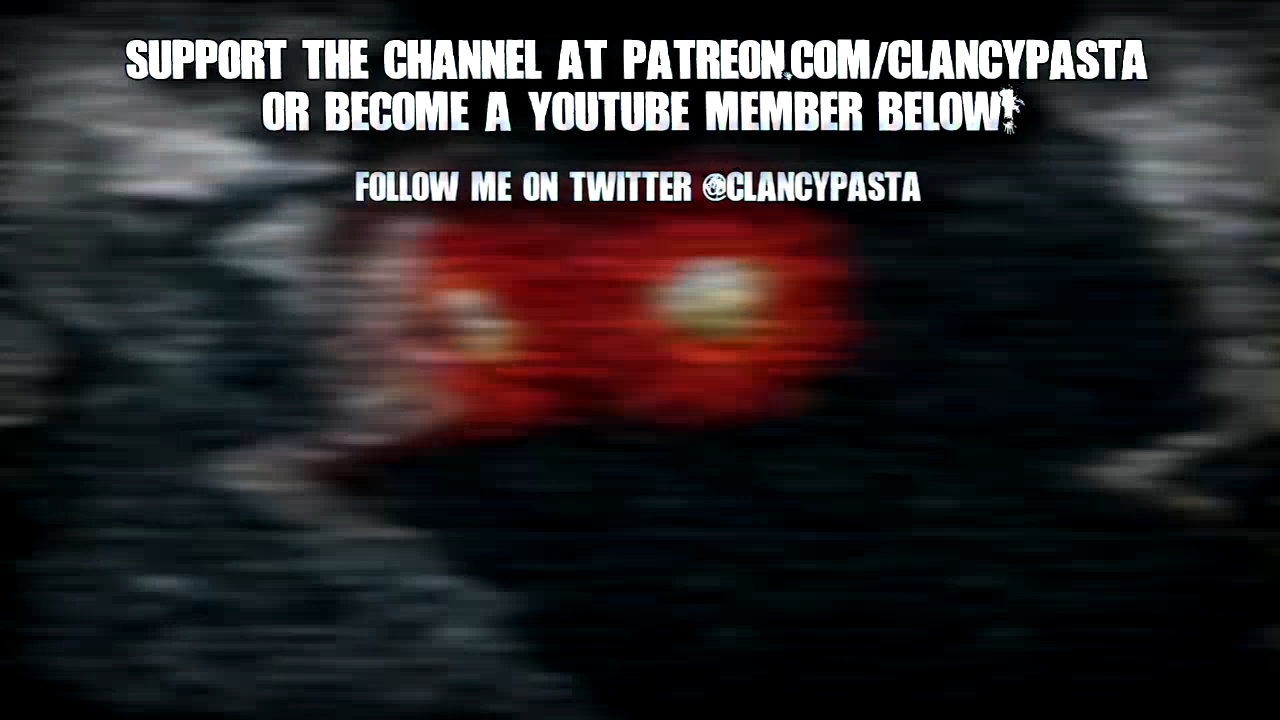 SUPPORT THE CHANNEL AT PATREON.COM/CLANCYPASTA
OR BECOME A YOUTUBE MEMBER BELOW!
FOLLOW ME ON TWITTER @CLANCYPASTA